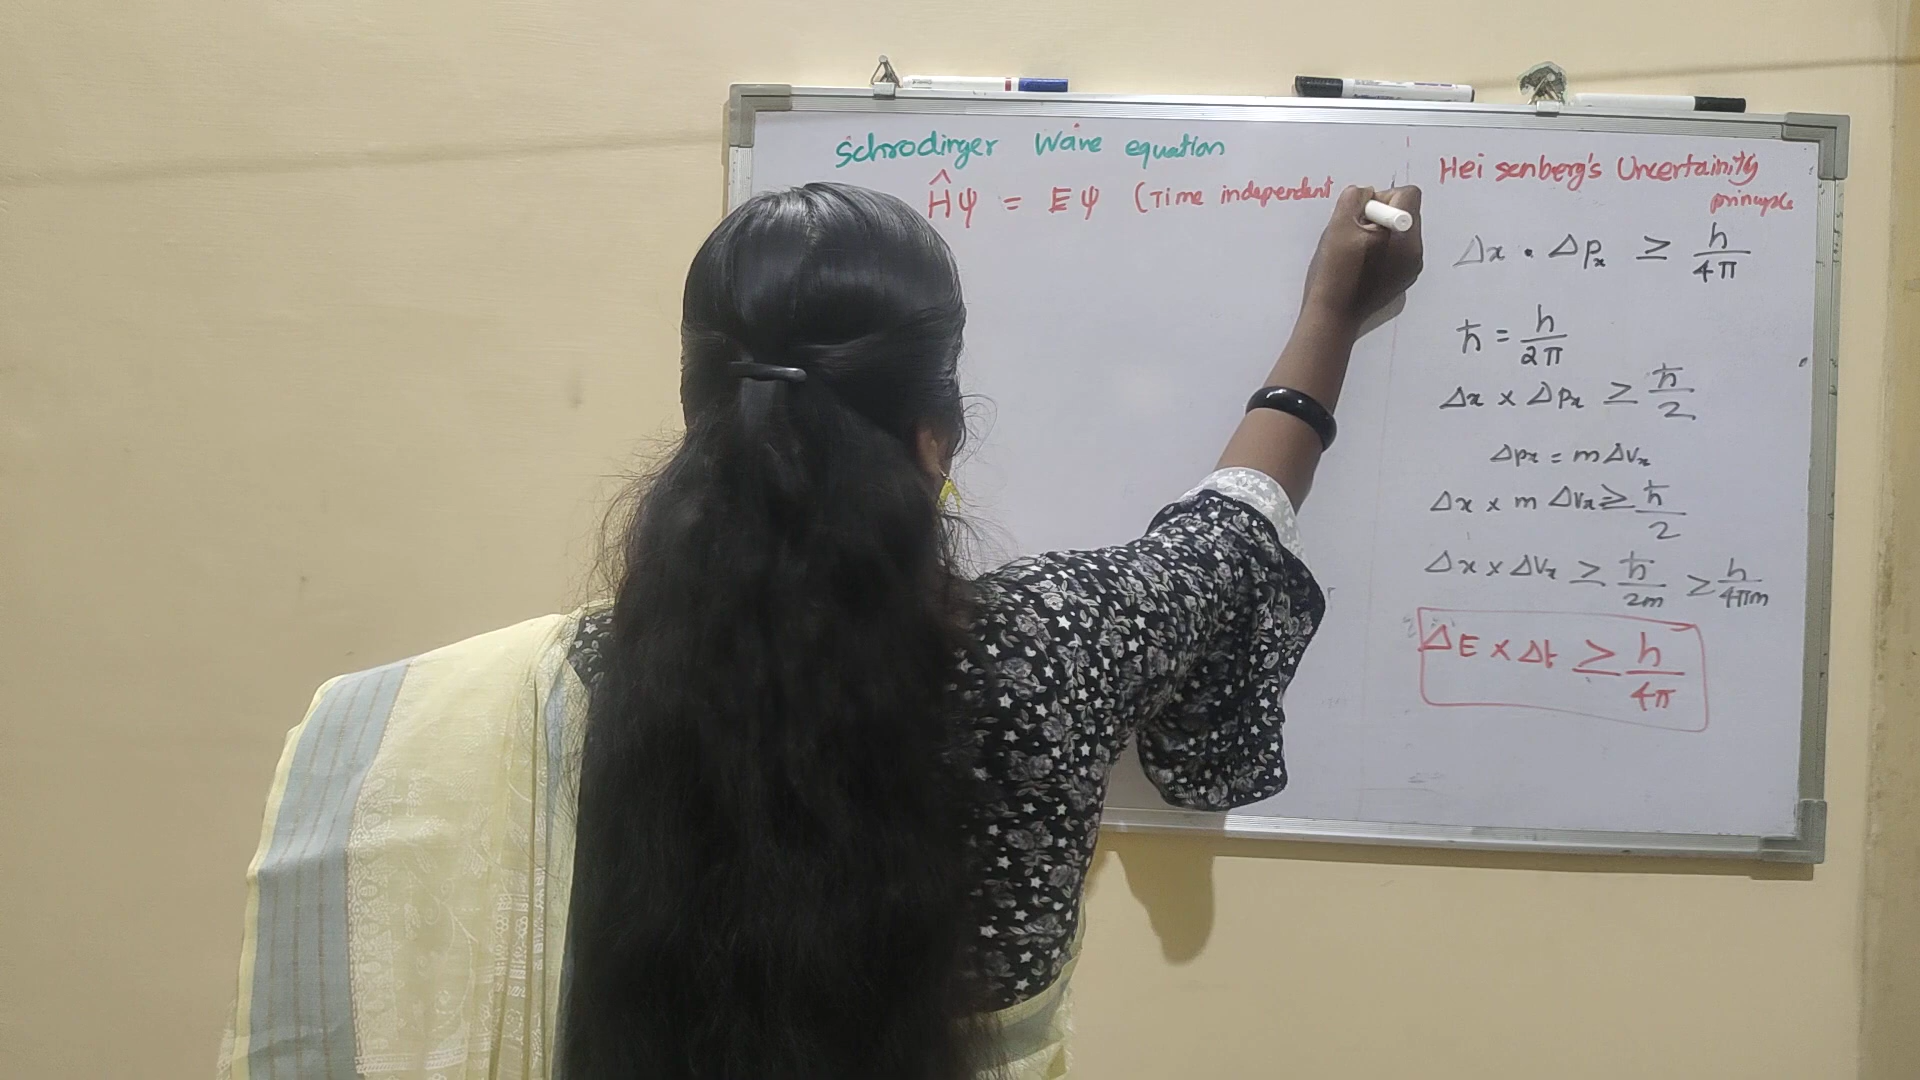 Schrodinger Wave equation
Ĥψ = Eψ (Time independent
Heisenberg's Uncertainity
principle
Δx . Δpx ≥ h/4π
ħ = h/2π
Δx × Δpx ≥ ħ/2
Δpx = mΔvx
Δx × m Δvx ≥ ħ/2
Δx × Δvx ≥ ħ/2m ≥ h/4πm
ΔE × Δt ≥ h/4π